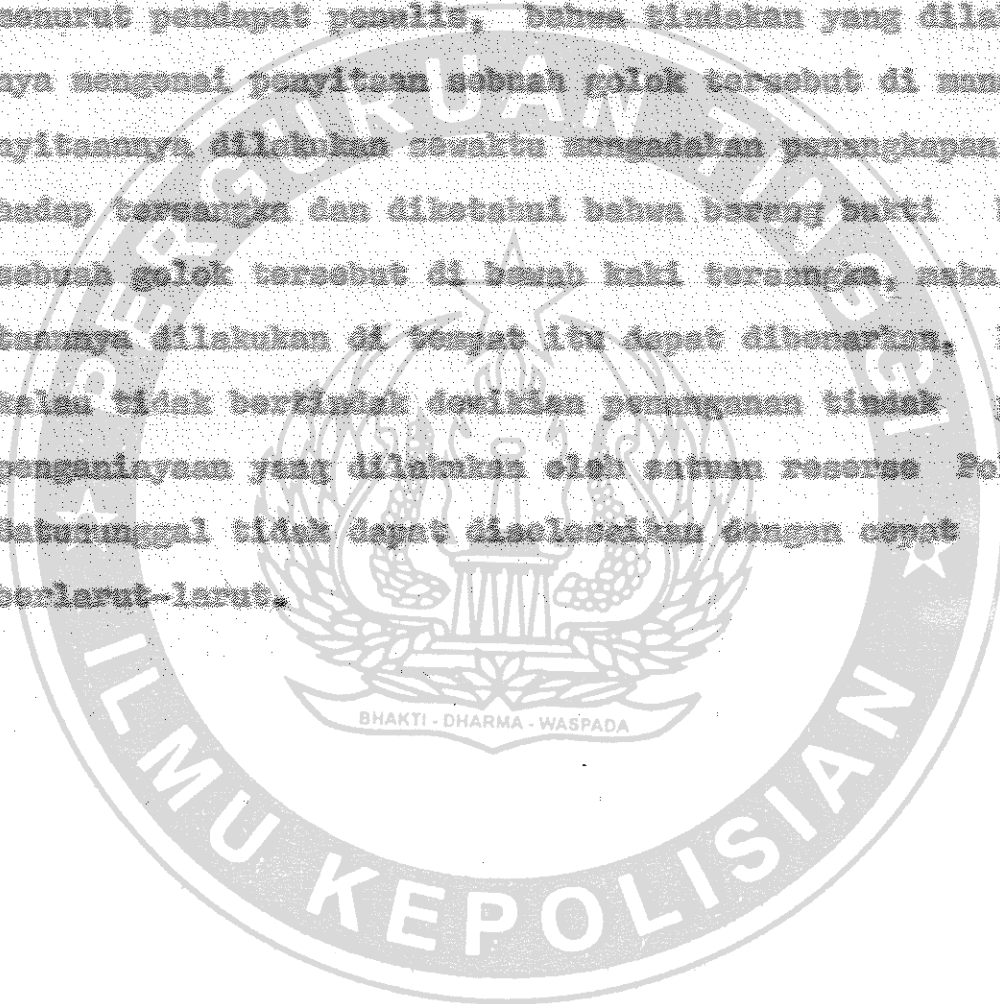 menurut pendapat penulis, bahwa tindakan yang dila
nya mengenai penyitaan sebuah golok tersebut di man
nyitaannya dilakukan sewaktu mengadakan penangkapan
hadap tersangka dan diketahui bahwa barang bukti
sebuah golok tersebut di bawah kaki tersangka, maka
taannya dilakukan di tempat itu dapat dibenarkan,
kalau tidak bertindak demikian penanganan tindak
penganiayaan yang dilakukan oleh satuan reserse Pol
Baturunggal tidak dapat diselesaikan dengan cepat
berlarut-larut.
PERGURUAN TINGGI
BHAKTI - DHARMA - WASPADA
ILMU KEPOLISIAN